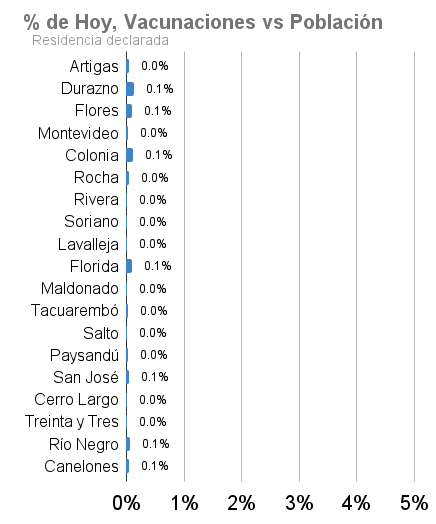 % de Hoy, Vacunaciones vs Población
Residencia declarada
Artigas 0.0%
Durazno 0.1%
Flores 0.1%
Montevideo 0.0%
Colonia 0.1%
Rocha 0.0%
Rivera 0.0%
Soriano 0.0%
Lavalleja 0.0%
Florida 0.1%
Maldonado 0.0%
Tacuarembó 0.0%
Salto 0.0%
Paysandú 0.0%
San José 0.1%
Cerro Largo 0.0%
Treinta y Tres 0.0%
Río Negro 0.1%
Canelones 0.1%
0% 1% 2% 3% 4% 5%